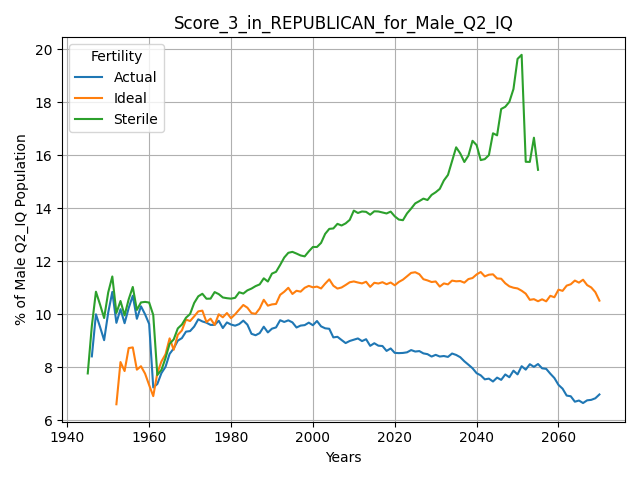 Score_3_in_REPUBLICAN_for_Male_Q2_IQ
% of Male Q2_IQ Population
20
18
16
14
12
10
8
6
Fertility
Actual
Ideal
Sterile
1940
1960
1980
2000
2020
2040
2060
Years